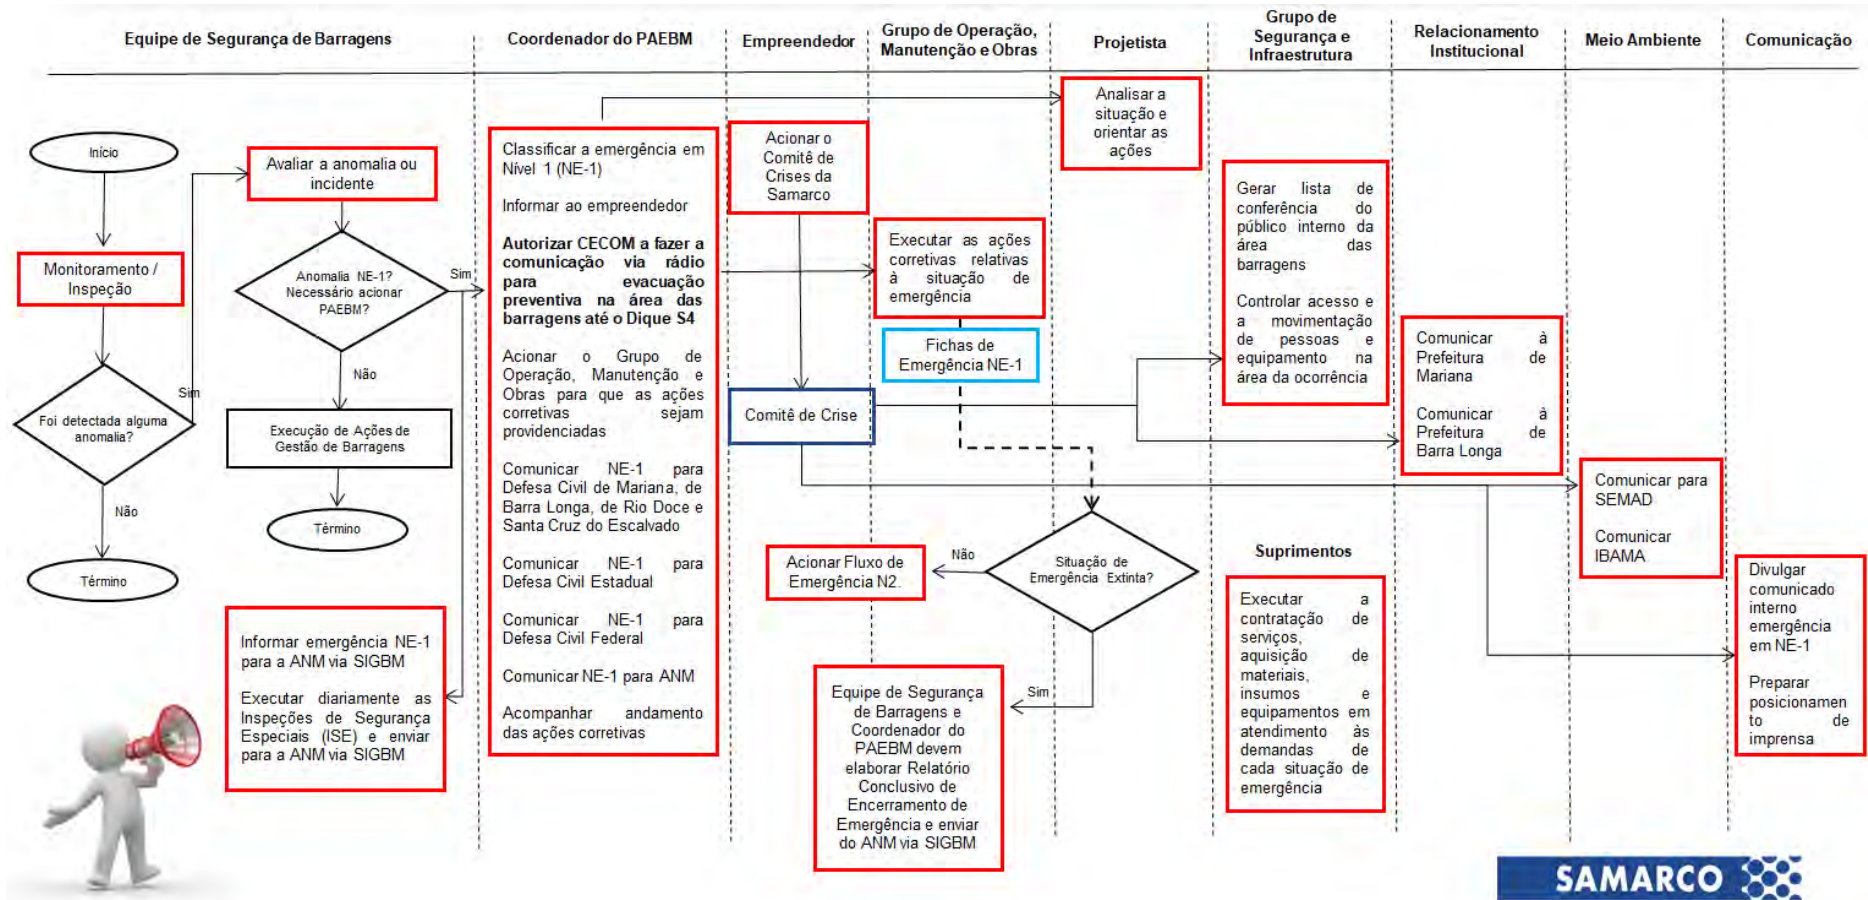 Equipe de Segurança de Barragens
Coordenador do PAEBM
Empreendedor
Grupo de Operação,
Manutenção e Obras
Projetista
Grupo de
Segurança e
Infraestrutura
Relacionamento
Institucional
Meio Ambiente
Comunicação
Início
Monitoramento /
Inspeção
Foi detectada alguma
anomalia?
Sim
Não
Término
Avaliar a anomalia ou
incidente
Anomalia NE-1?
Necessário acionar
PAEBM?
Sim
Não
Execução de Ações de
Gestão de Barragens
Término
Informar emergência NE-1
para a ANM via SIGBM
Executar diariamente as
Inspeções de Segurança
Especiais (ISE) e enviar
para a ANM via SIGBM
Classificar a emergência em
Nível 1 (NE-1)
Informar ao empreendedor
Autorizar CECOM a fazer a
comunicação via rádio
para evacuação
preventiva na área das
barragens até o Dique S4
Acionar o Grupo de
Operação, Manutenção e
Obras para que as ações
corretivas sejam
providenciadas
Comunicar NE-1 para
Defesa Civil de Mariana, de
Barra Longa, de Rio Doce e
Santa Cruz do Escalvado
Comunicar NE-1 para
Defesa Civil Estadual
Comunicar NE-1 para
Defesa Civil Federal
Comunicar NE-1 para ANM
Acompanhar andamento
das ações corretivas
Acionar o
Comitê de
Crises da
Samarco
Comitê de Crise
Executar as ações
corretivas relativas
à situação de
emergência
Fichas de
Emergência NE-1
Analisar a
situação e
orientar as
ações
Situação de
Emergência Extinta?
Não
Acionar Fluxo de
Emergência N2.
Sim
Equipe de Segurança
de Barragens e
Coordenador do
PAEBM devem
elaborar Relatório
Conclusivo de
Encerramento de
Emergência e enviar
do ANM via SIGBM
Gerar lista de
conferência do
público interno da
área das
barragens
Controlar acesso e
a movimentação
de pessoas e
equipamento na
área da ocorrência
Suprimentos
Executar a
contratação de
serviços,
aquisição de
materiais,
insumos e
equipamentos em
atendimento às
demandas de
cada situação de
emergência
Comunicar à
Prefeitura de
Mariana
Comunicar à
Prefeitura de
Barra Longa
Comunicar para
SEMAD
Comunicar
IBAMA
Divulgar
comunicado
interno
emergência
em NE-1
Preparar
posicionamen
to de
imprensa
SAMARCO